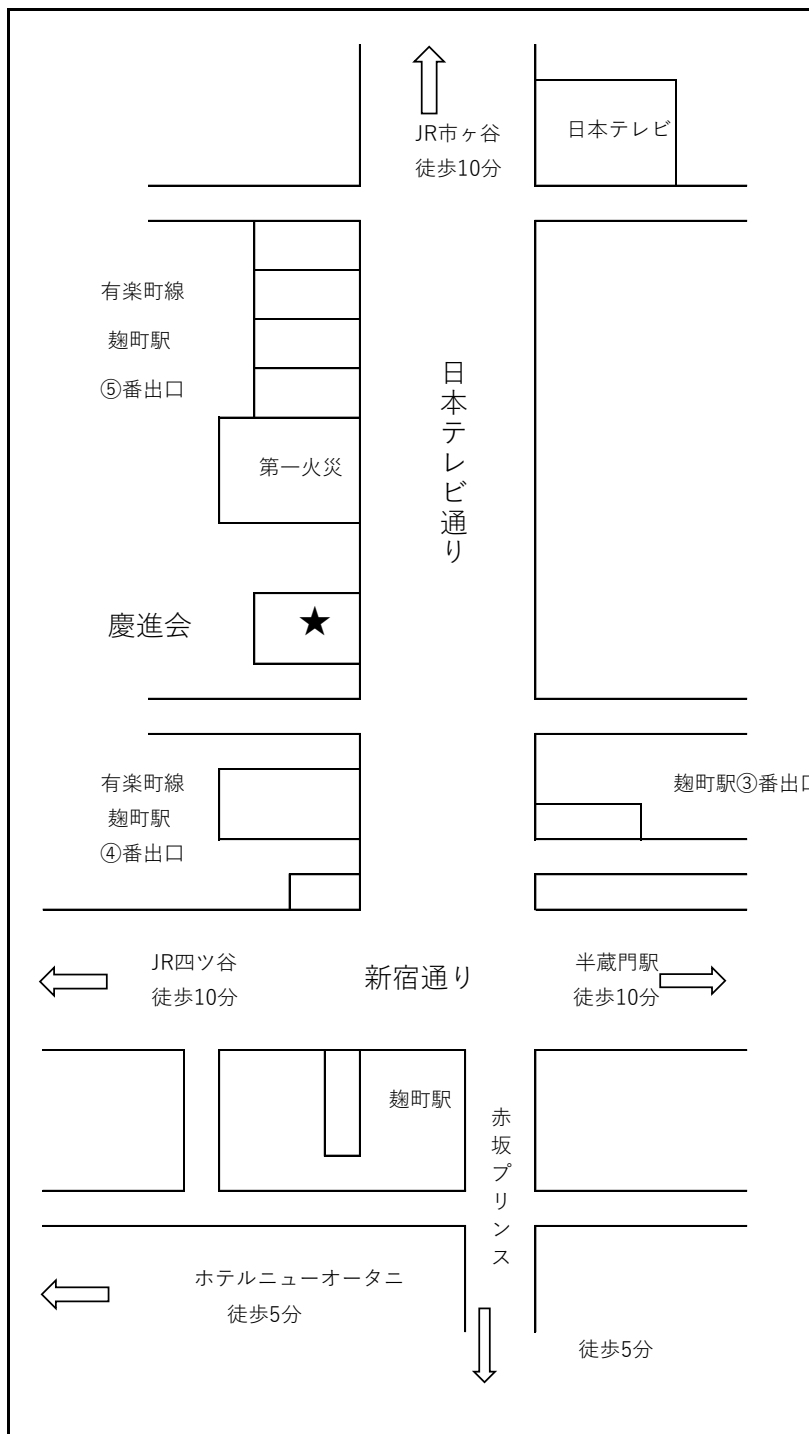 JR市ヶ谷
徒歩10分
日本テレビ
有楽町線
麹町駅
⑤番出口
日本テレビ通り
第一火災
慶進会
★
有楽町線
麹町駅
④番出口
麹町駅③番出口
JR四ツ谷
徒歩10分
新宿通り
半蔵門駅
徒歩10分
麹町駅
赤坂プリンス
ホテルニューオータニ
徒歩5分
徒歩5分